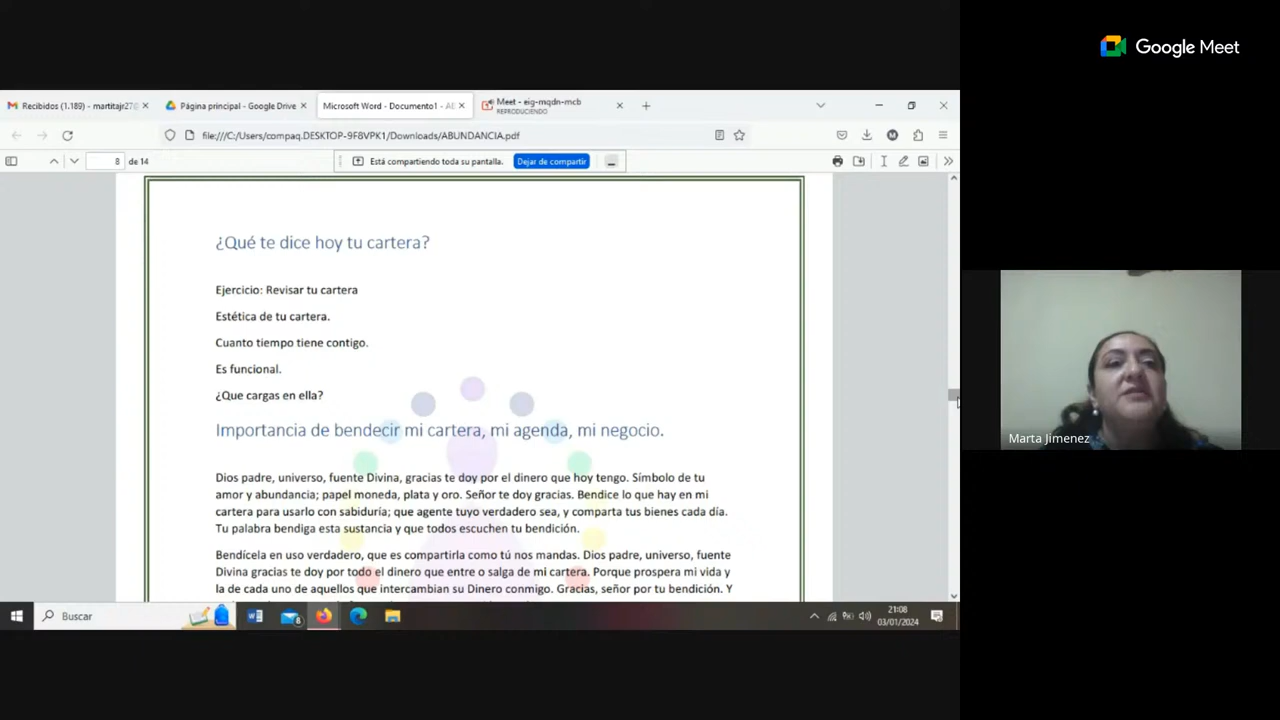 Google Meet
Recibidos (1.189) - martitajr27@
Página principal - Google Drive
Microsoft Word - Documento1 - AB
Meet - eig-mqdn-mcb
REPRODUCIENDO
file:///C:/Users/compaq.DESKTOP-9F8VPK1/Downloads/ABUNDANCIA.pdf
8 de 14
Está compartiendo toda su pantalla.
Dejar de compartir
¿Qué te dice hoy tu cartera?
Ejercicio: Revisar tu cartera
Estética de tu cartera.
Cuanto tiempo tiene contigo.
Es funcional.
¿Que cargas en ella?
Importancia de bendecir mi cartera, mi agenda, mi negocio.
Dios padre, universo, fuente Divina, gracias te doy por el dinero que hoy tengo. Símbolo de tu
amor y abundancia; papel moneda, plata y oro. Señor te doy gracias. Bendice lo que hay en mi
cartera para usarlo con sabiduría; que agente tuyo verdadero sea, y comparta tus bienes cada día.
Tu palabra bendiga esta sustancia y que todos escuchen tu bendición.
Bendícela en uso verdadero, que es compartirla como tú nos mandas. Dios padre, universo, fuente
Divina gracias te doy por todo el dinero que entre o salga de mi cartera. Porque prospera mi vida y
la de cada uno de aquellos que intercambian su Dinero conmigo. Gracias, señor por tu bendición. Y
Marta Jimenez
Buscar
21:08
03/01/2024